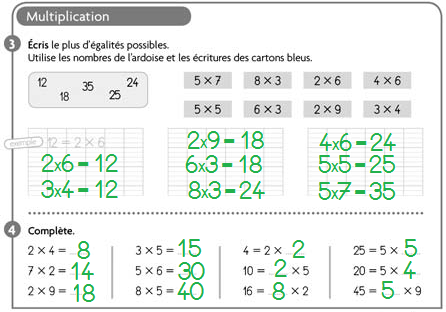 Multiplication
3 Écris le plus d'égalités possibles.
Utilise les nombres de l'ardoise et les écritures des cartons bleus.
12 18 35 25 24
5 × 7 8 × 3 2 × 6 4 × 6
5 × 5 6 × 3 2 × 9 3 × 4
exemple 12 = 2 × 6
2x9=18 4x6=24
2x6=12 6x3=18 5x5=25
3x4=12 8x3=24 5x7=35
4 Complète.
2 × 4 = 8 3 × 5 = 15 4 = 2 × 2 25 = 5 × 5
7 × 2 = 14 5 × 6 = 30 10 = 2 × 5 20 = 5 × 4
2 × 9 = 18 8 × 5 = 40 16 = 8 × 2 45 = 5 × 9